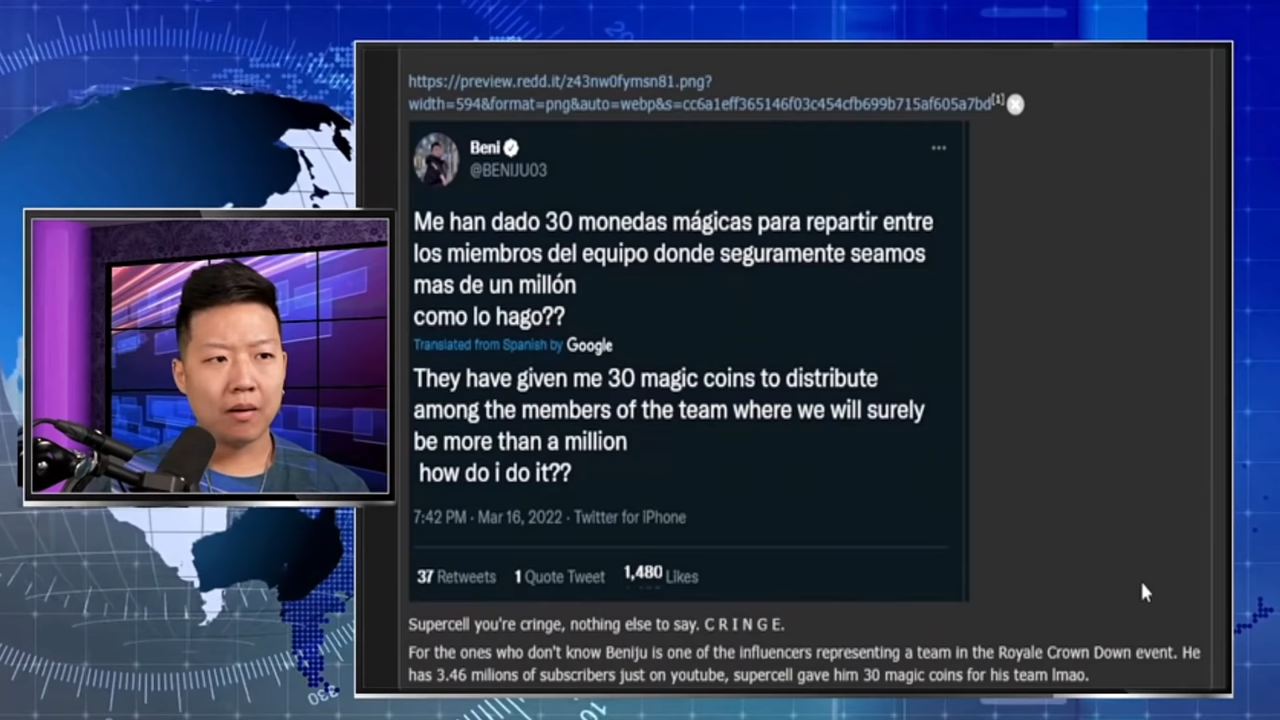 https://preview.redd.it/z43nw0fymsn81.png?
width=594&format=png&auto=webp&s=cc6a1eff365146f03c454cfb699b715af605a7bd[1]
Beni
@BENIJU03
Me han dado 30 monedas mágicas para repartir entre
los miembros del equipo donde seguramente seamos
mas de un millón
como lo hago??
Translated from Spanish by Google
They have given me 30 magic coins to distribute
among the members of the team where we will surely
be more than a million
how do i do it??
7:42 PM · Mar 16, 2022 · Twitter for iPhone
37 Retweets 1 Quote Tweet 1,480 Likes
Supercell you're cringe, nothing else to say. C R I N G E.
For the ones who don't know Beniju is one of the influencers representing a team in the Royale Crown Down event. He
has 3.46 milions of subscribers just on youtube, supercell gave him 30 magic coins for his team lmao.
330